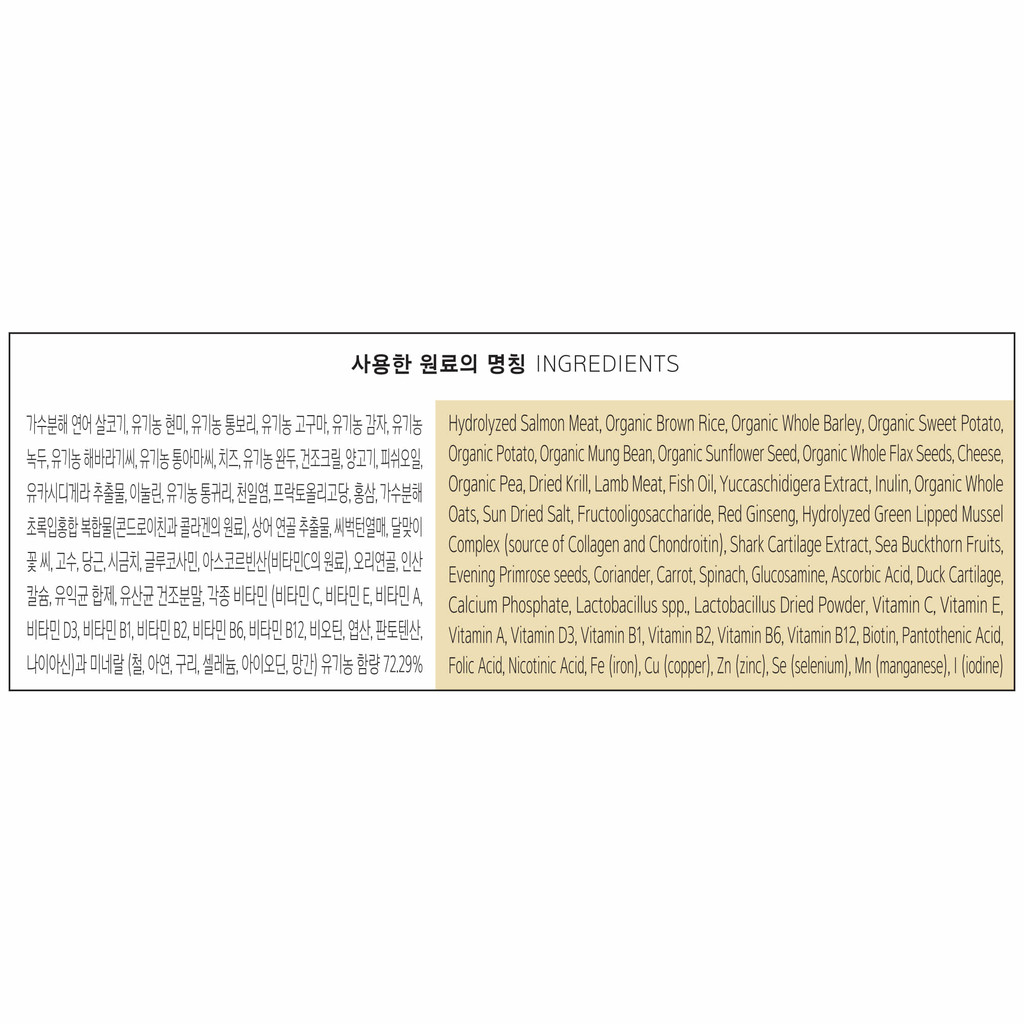 사용한 원료의 명칭 INGREDIENTS
가수분해 연어 살코기, 유기농 현미, 유기농 통보리, 유기농 고구마, 유기농 감자, 유기농
녹두, 유기농 해바라기씨, 유기농 통아마씨, 치즈, 유기농 완두, 건조크릴, 양고기, 피쉬오일,
유카시디게라 추출물, 이눌린, 유기농 통귀리, 천일염, 프락토올리고당, 홍삼, 가수분해
초록입홍합 복합물(콘드로이친과 콜라겐의 원료), 상어 연골 추출물, 씨벅턴열매, 달맞이
꽃 씨, 고수, 당근, 시금치, 글루코사민, 아스코르빈산(비타민C의 원료), 오리연골, 인산
칼슘, 유익균 합제, 유산균 건조분말, 각종 비타민 (비타민 C, 비타민 E, 비타민 A,
비타민 D3, 비타민 B1, 비타민 B2, 비타민 B6, 비타민 B12, 비오틴, 엽산, 판토텐산,
나이아신)과 미네랄 (철, 아연, 구리, 셀레늄, 아이오딘, 망간) 유기농 함량 72.29%
Hydrolyzed Salmon Meat, Organic Brown Rice, Organic Whole Barley, Organic Sweet Potato,
Organic Potato, Organic Mung Bean, Organic Sunflower Seed, Organic Whole Flax Seeds, Cheese,
Organic Pea, Dried Krill, Lamb Meat, Fish Oil, Yuccaschidigera Extract, Inulin, Organic Whole
Oats, Sun Dried Salt, Fructooligosaccharide, Red Ginseng, Hydrolyzed Green Lipped Mussel
Complex (source of Collagen and Chondroitin), Shark Cartilage Extract, Sea Buckthorn Fruits,
Evening Primrose seeds, Coriander, Carrot, Spinach, Glucosamine, Ascorbic Acid, Duck Cartilage,
Calcium Phosphate, Lactobacillus spp., Lactobacillus Dried Powder, Vitamin C, Vitamin E,
Vitamin A, Vitamin D3, Vitamin B1, Vitamin B2, Vitamin B6, Vitamin B12, Biotin, Pantothenic Acid,
Folic Acid, Nicotinic Acid, Fe (iron), Cu (copper), Zn (zinc), Se (selenium), Mn (manganese), I (iodine)